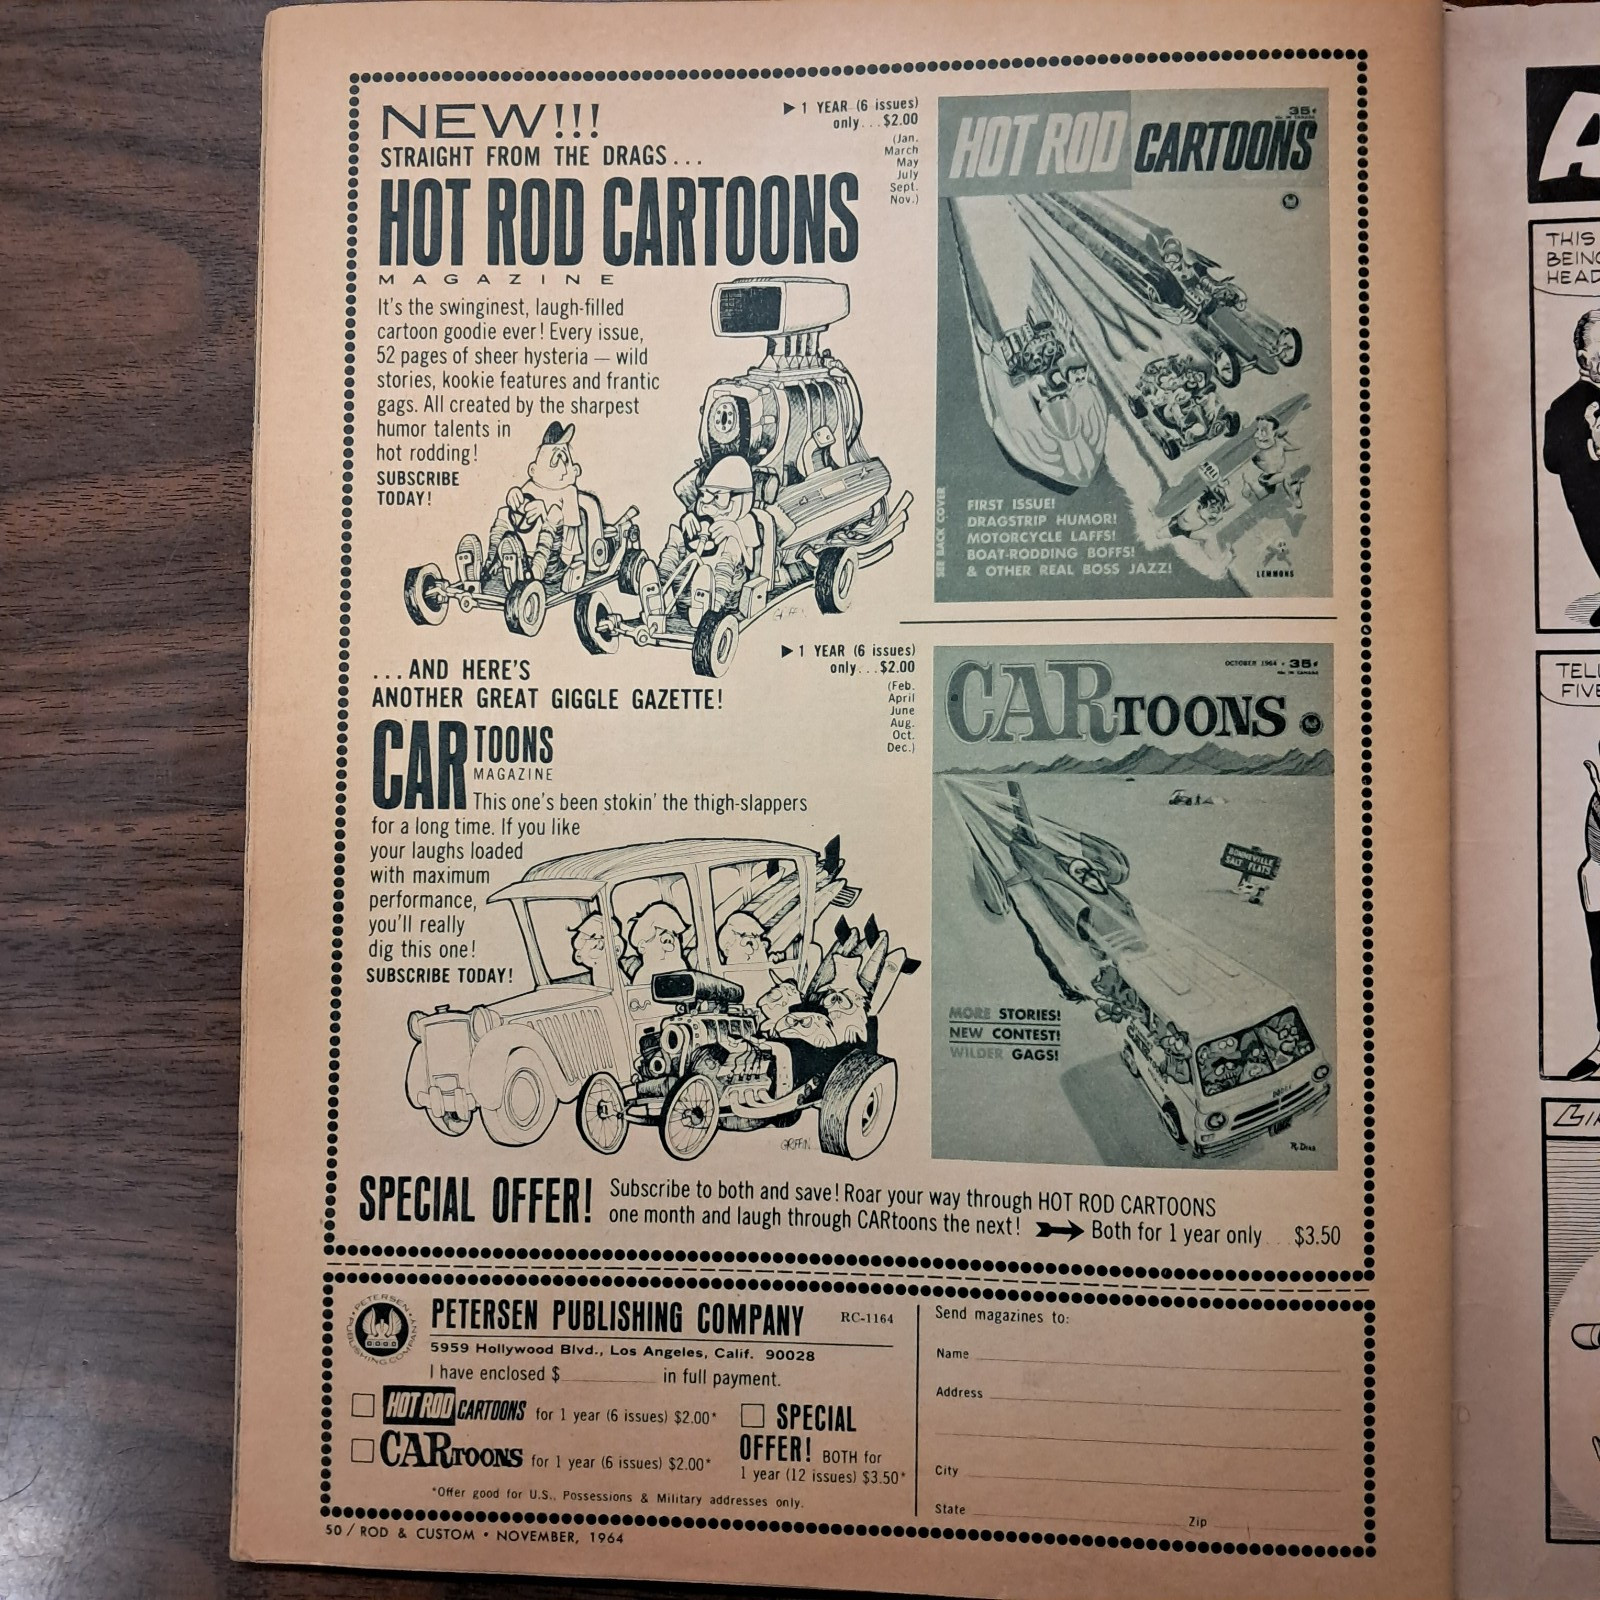 NEW!!!
STRAIGHT FROM THE DRAGS...
HOT ROD CARTOONS
MAGAZINE
It's the swinginest, laugh-filled
cartoon goodie ever! Every issue,
52 pages of sheer hysteria — wild
stories, kookie features and frantic
gags. All created by the sharpest
humor talents in
hot rodding!
SUBSCRIBE
TODAY!
▶ 1 YEAR (6 issues)
only...$2.00
(Jan.
March
May
July
Sept.
Nov.)
HOT ROD CARTOONS
35¢
SEE BACK COVER
FIRST ISSUE!
DRAGSTRIP HUMOR!
MOTORCYCLE LAFFS!
BOAT-RODDING BOFFS!
& OTHER REAL BOSS JAZZ!
LEMMONS
...AND HERE'S
ANOTHER GREAT GIGGLE GAZETTE!
CARTOONS
MAGAZINE
This one's been stokin' the thigh-slappers
for a long time. If you like
your laughs loaded
with maximum
performance,
you'll really
dig this one!
SUBSCRIBE TODAY!
▶ 1 YEAR (6 issues)
only...$2.00
(Feb.
April
June
Aug.
Oct.
Dec.)
GRIFFIN
OCTOBER 1964 • 35¢
CARTOONS
BONNEVILLE
SALT FLATS
MORE STORIES!
NEW CONTEST!
WILDER GAGS!
SPECIAL OFFER!
Subscribe to both and save! Roar your way through HOT ROD CARTOONS
one month and laugh through CARtoons the next! Both for 1 year only... $3.50
PETERSEN PUBLISHING COMPANY
PETERSEN PUBLISHING COMPANY
RC-1164
5959 Hollywood Blvd., Los Angeles, Calif. 90028
I have enclosed $ in full payment.
HOT ROD CARTOONS for 1 year (6 issues) $2.00*
CARTOONS for 1 year (6 issues) $2.00*
SPECIAL
OFFER! BOTH for
1 year (12 issues) $3.50*
*Offer good for U.S., Possessions & Military addresses only.
Send magazines to:
Name
Address
City
State Zip
50 / ROD & CUSTOM • NOVEMBER, 1964
THIS
BEING
HEAD